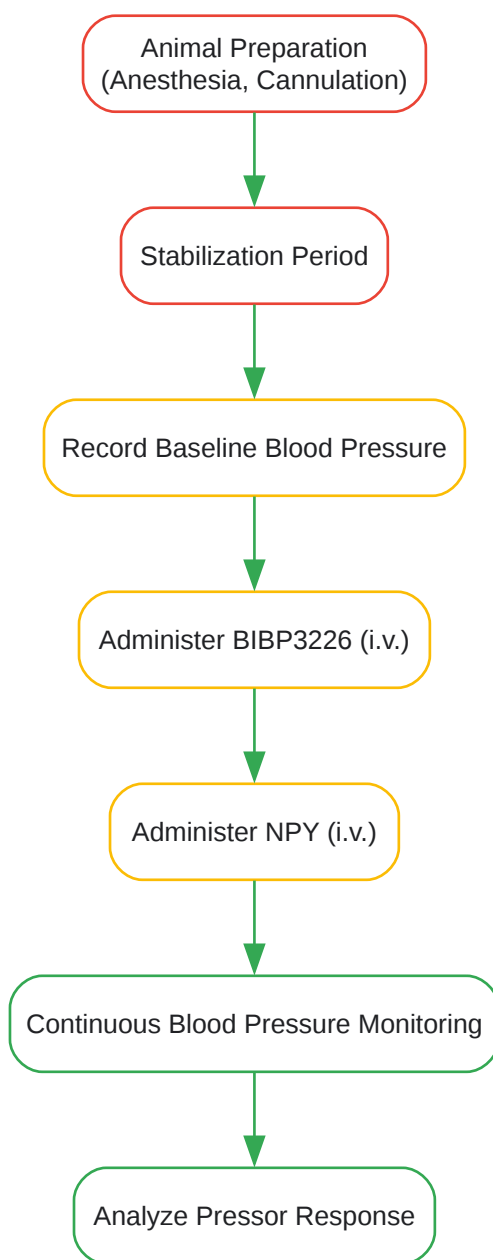 Animal Preparation
(Anesthesia, Cannulation)
Stabilization Period
Record Baseline Blood Pressure
Administer BIBP3226 (i.v.)
Administer NPY (i.v.)
Continuous Blood Pressure Monitoring
Analyze Pressor Response